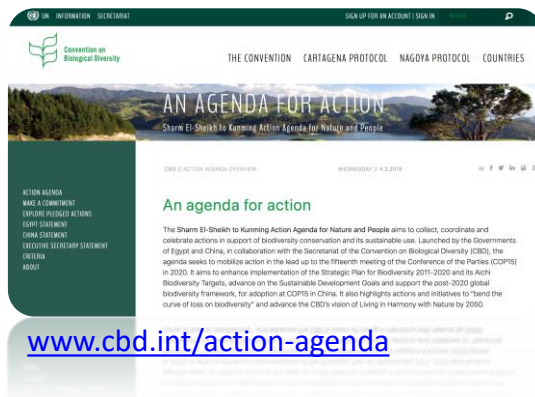 UN INFORMATION SECRETARIAT
SIGN UP FOR AN ACCOUNT | SIGN IN Search
Convention on
Biological Diversity
THE CONVENTION CARTAGENA PROTOCOL NAGOYA PROTOCOL COUNTRIES
AN AGENDA FOR ACTION
Sharm El-Sheikh to Kunming Action Agenda for Nature and People
CBD // ACTION AGENDA OVERVIEW WEDNESDAY // 4.3.2019
ACTION AGENDA
MAKE A COMMITMENT
EXPLORE PLEDGED ACTIONS
EGYPT STATEMENT
CHINA STATEMENT
EXECUTIVE SECRETARY STATEMENT
CRITERIA
ABOUT
An agenda for action
The Sharm El-Sheikh to Kunming Action Agenda for Nature and People aims to collect, coordinate and
celebrate actions in support of biodiversity conservation and its sustainable use. Launched by the Governments
of Egypt and China, in collaboration with the Secretariat of the Convention on Biological Diversity (CBD), the
agenda seeks to mobilize action in the lead up to the fifteenth meeting of the Conference of the Parties (COP15)
in 2020. It aims to enhance implementation of the Strategic Plan for Biodiversity 2011-2020 and its Aichi
Biodiversity Targets, advance on the Sustainable Development Goals and support the post-2020 global
biodiversity framework, for adoption at COP15 in China. It also highlights actions and initiatives to "bend the
curve of loss on biodiversity" and advance the CBD's vision of Living in Harmony with Nature by 2050.
www.cbd.int/action-agenda